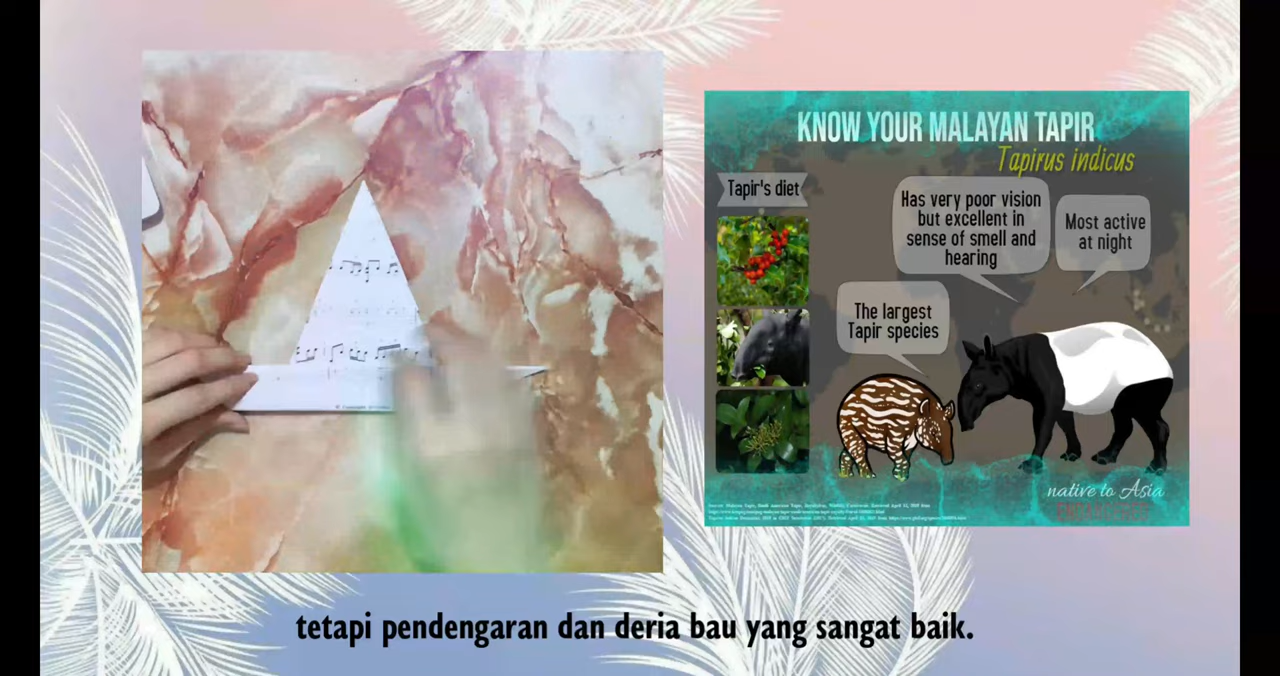 KNOW YOUR MALAYAN TAPIR
Tapirus indicus
Tapir's diet
Has very poor vision
but excellent in
sense of smell and
hearing
Most active
at night
The largest
Tapir species
native to Asia
ENDANGERED
tetapi pendengaran dan deria bau yang sangat baik.